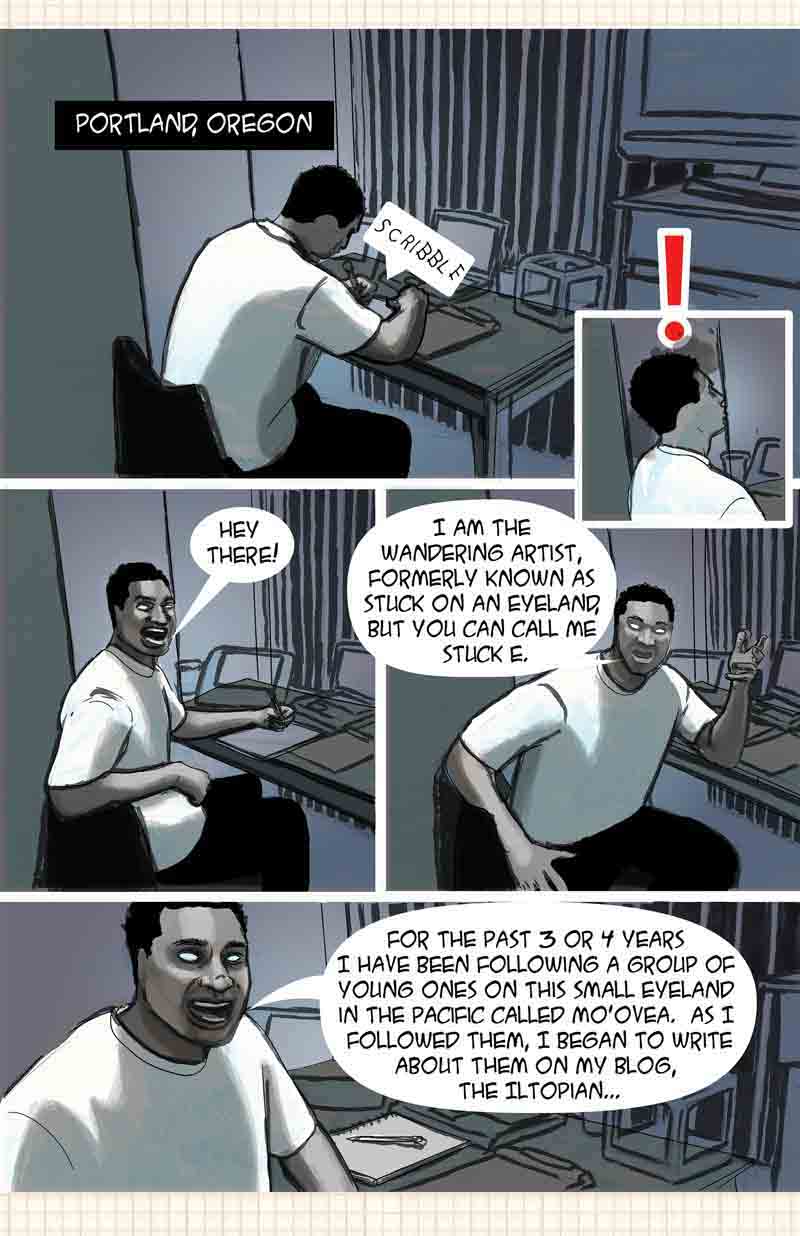 PORTLAND, OREGON
SCRIBBLE
!
HEY
THERE!
I AM THE
WANDERING ARTIST,
FORMERLY KNOWN AS
STUCK ON AN EYELAND,
BUT YOU CAN CALL ME
STUCK E.
FOR THE PAST 3 OR 4 YEARS
I HAVE BEEN FOLLOWING A GROUP OF
YOUNG ONES ON THIS SMALL EYELAND
IN THE PACIFIC CALLED MO'OVEA. AS I
FOLLOWED THEM, I BEGAN TO WRITE
ABOUT THEM ON MY BLOG,
THE ILTOPIAN...